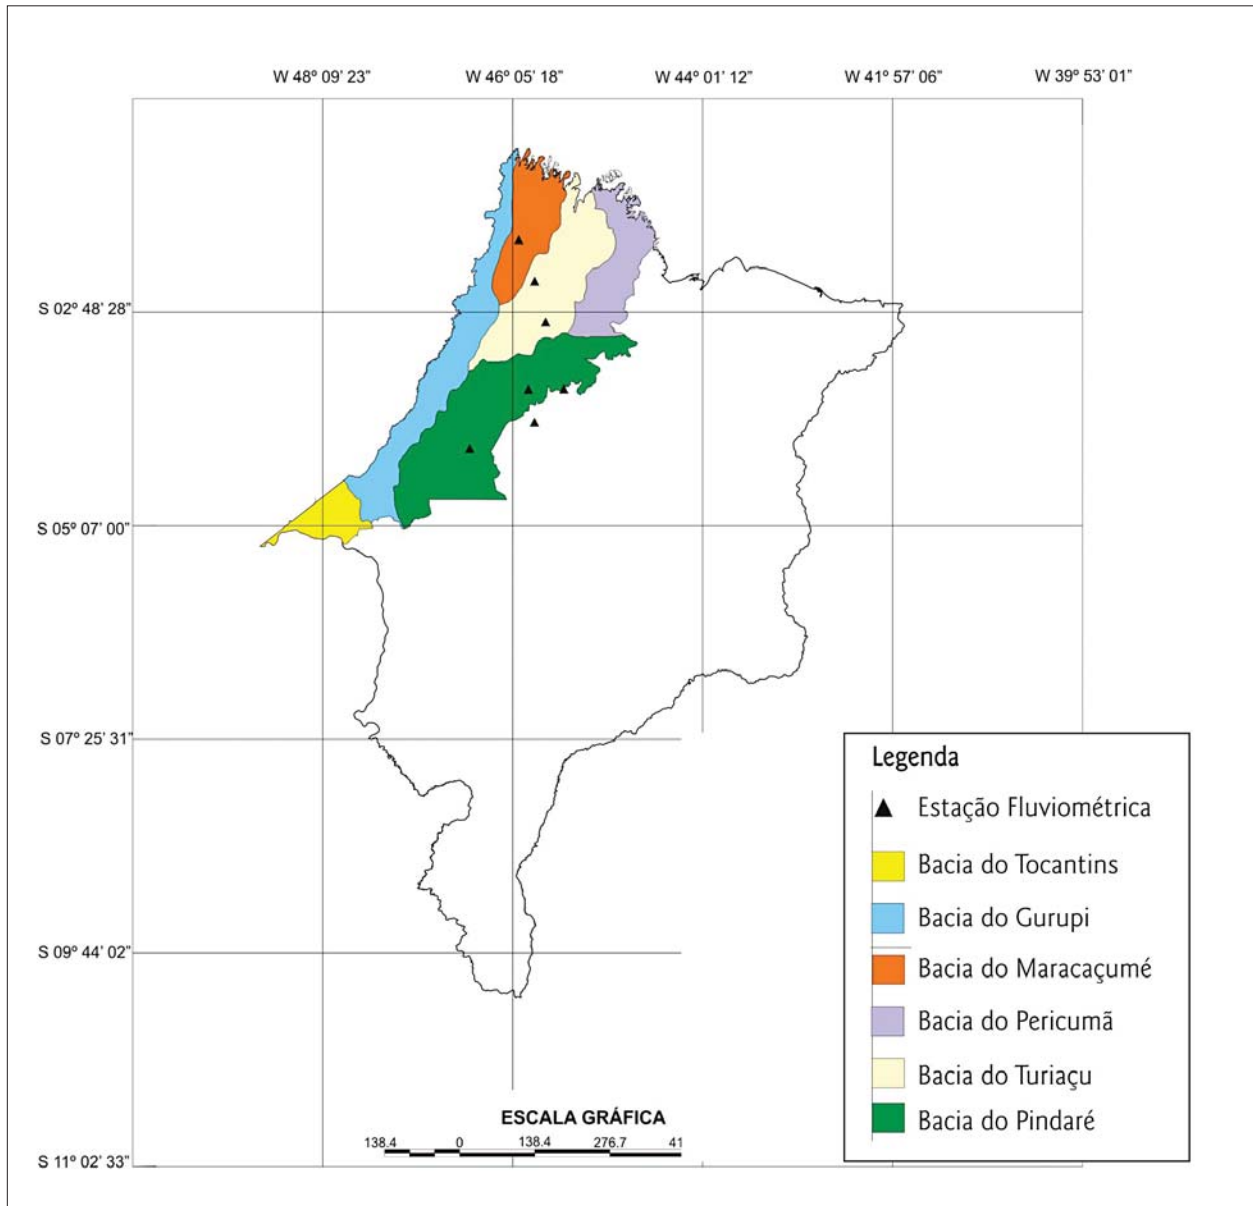 W 48º 09’ 23” W 46º 05’ 18” W 44º 01’ 12” W 41º 57’ 06” W 39º 53’ 01”
S 02º 48’ 28”
S 05º 07’ 00”
S 07º 25’ 31”
S 09º 44’ 02”
S 11º 02’ 33”
Legenda
Estação Fluviométrica
Bacia do Tocantins
Bacia do Gurupi
Bacia do Maracaçumé
Bacia do Pericumã
Bacia do Turiaçu
Bacia do Pindaré
ESCALA GRÁFICA
138.4 0 138.4 276.7 41